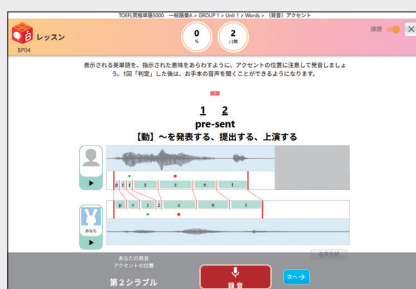 TOEFL究極単語5000　一般語彙A > GROUP 1 > Unit 1 > Words >　(発音) アクセント
レッスン
BP04
0
%
2
/1問
課題
表示される英単語を、指示された意味をあらわすように、アクセントの位置に注意して発音しましょ
う。1回「判定」した後は、お手本の音声を聞くことができるようになります。
1 2
pre-sent
【動】～を発表する、提出する、上演する
あなた
あなたの発音
アクセントの位置
第2シラブル
録音
次へ